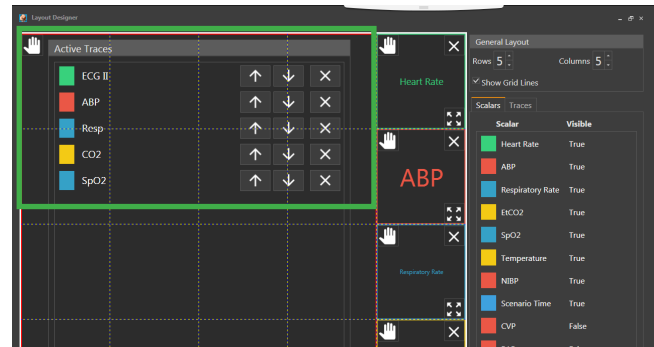 Layout Designer
Active Traces
ECG II
ABP
Resp
CO2
SpO2
Heart Rate
ABP
Respiratory Rate
General Layout
Rows 5 Columns 5
Show Grid Lines
Scalars Traces
Scalar Visible
Heart Rate True
ABP True
Respiratory Rate True
EtCO2 True
SpO2 True
Temperature True
NIBP True
Scenario Time True
CVP False